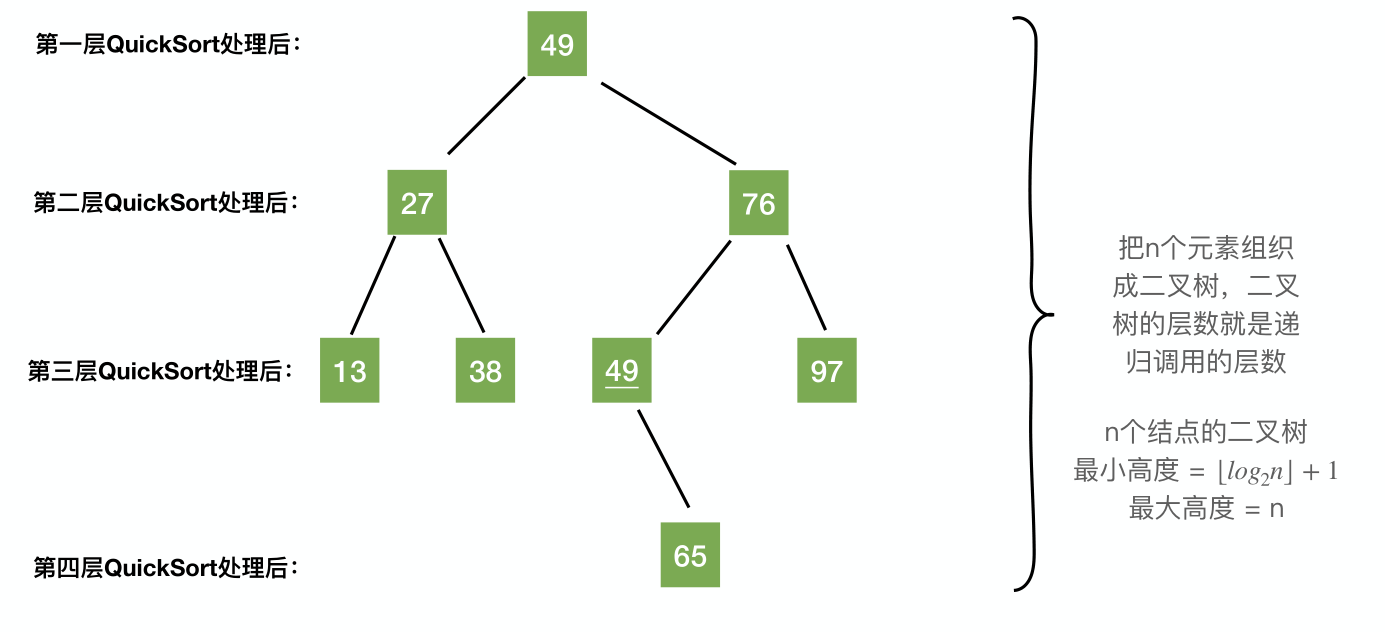 第一层QuickSort处理后：
49
第二层QuickSort处理后：
27
76
第三层QuickSort处理后：
13
38
49
97
第四层QuickSort处理后：
65
把n个元素组织
成二叉树，二叉
树的层数就是递
归调用的层数
n个结点的二叉树
最小高度 = ⌊log₂n⌋ + 1
最大高度 = n